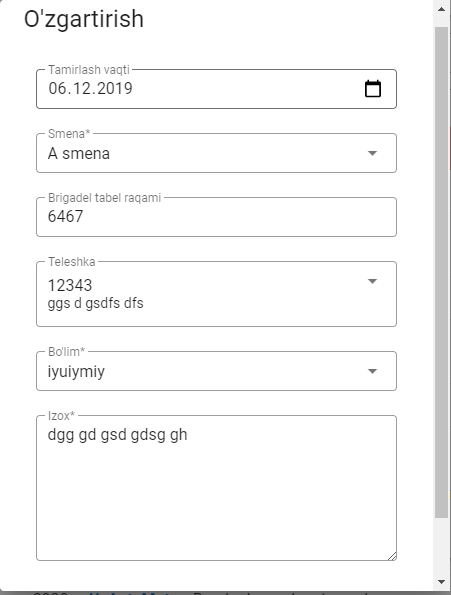 O'zgartirish
Tamirlash vaqti
06.12.2019
Smena*
A smena
Brigadel tabel raqami
6467
Teleshka
12343
ggs d gsdfs dfs
Bo'lim*
iyuiymiy
Izox*
dgg gd gsd gdsg gh